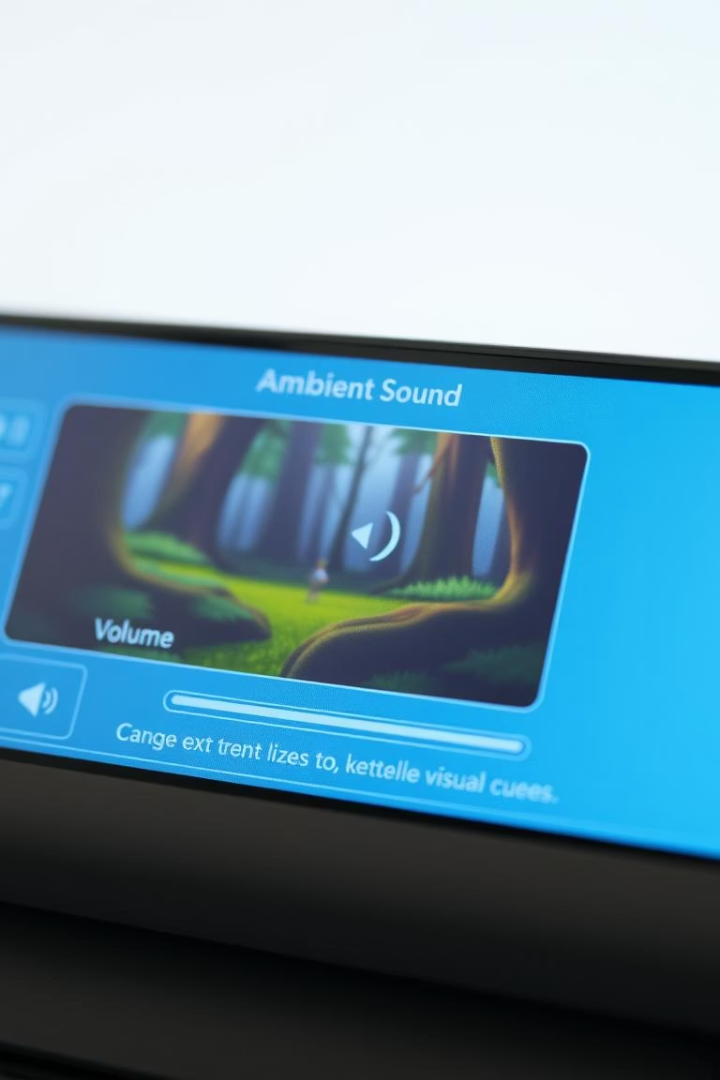 Ambient Sound
Volume
Cange ext trent lizes to, kettelle visual cuees.